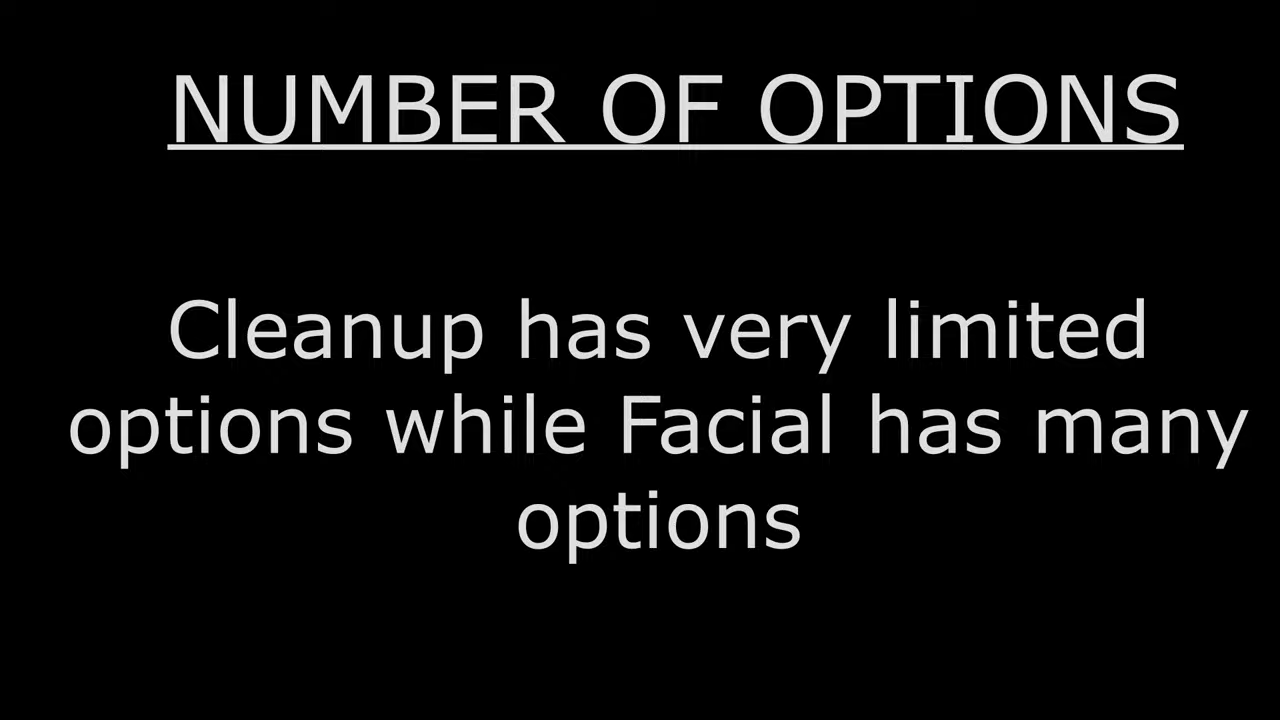 NUMBER OF OPTIONS
Cleanup has very limited
options while Facial has many
options